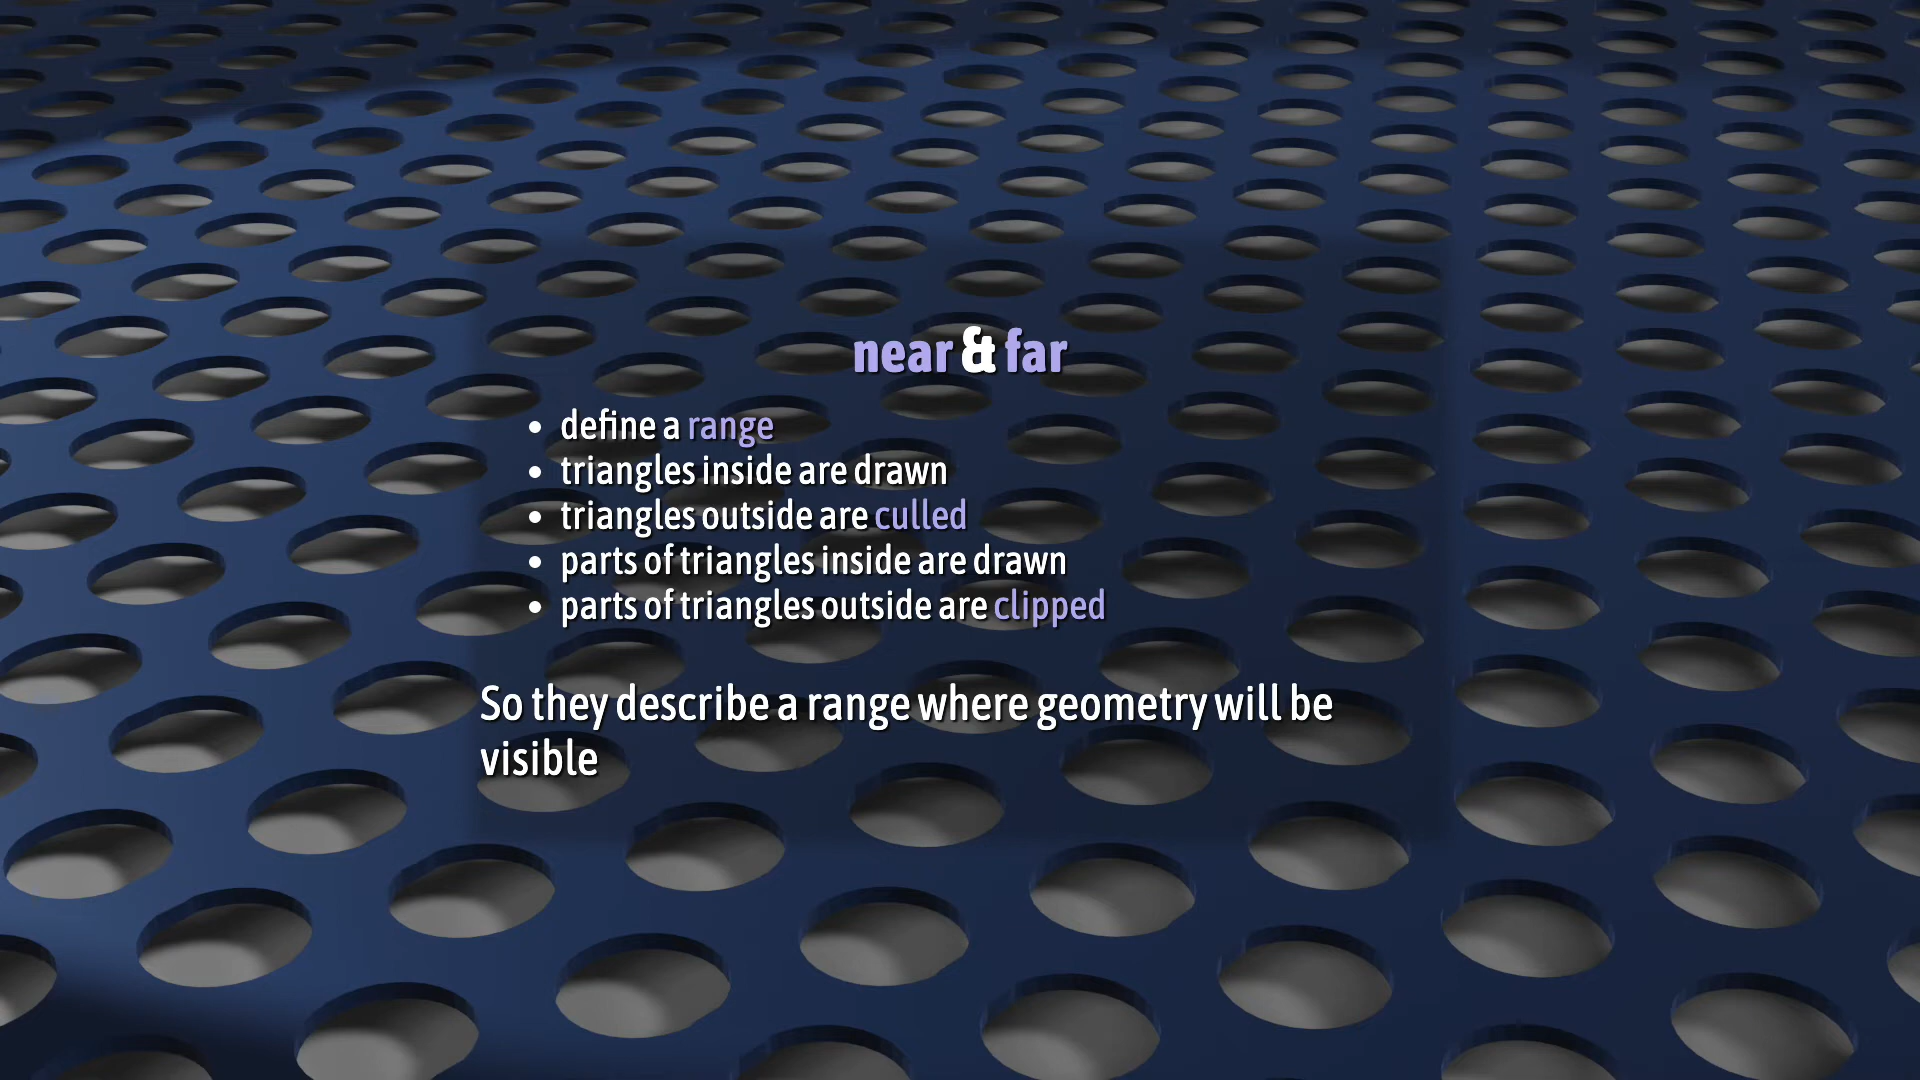 near & far
• define a range
• triangles inside are drawn
• triangles outside are culled
• parts of triangles inside are drawn
• parts of triangles outside are clipped
So they describe a range where geometry will be
visible